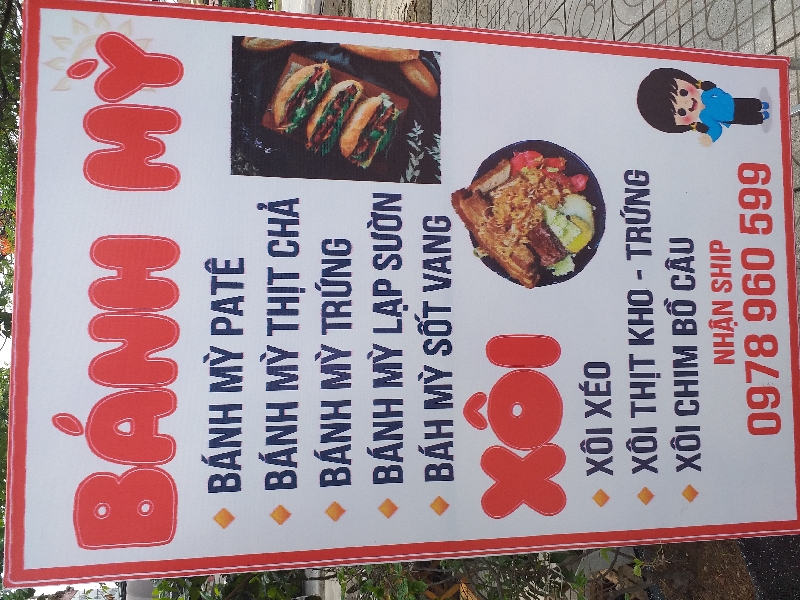 BÁNH MỲ
BÁNH MỲ PATÊ
BÁNH MỲ THỊT CHẢ
BÁNH MỲ TRỨNG
BÁNH MỲ LẠP SƯỜN
BÁH MỲ SỐT VANG
XÔI
XÔI XÉO
XÔI THỊT KHO - TRỨNG
XÔI CHIM BỒ CÂU
NHẬN SHIP
0978 960 599